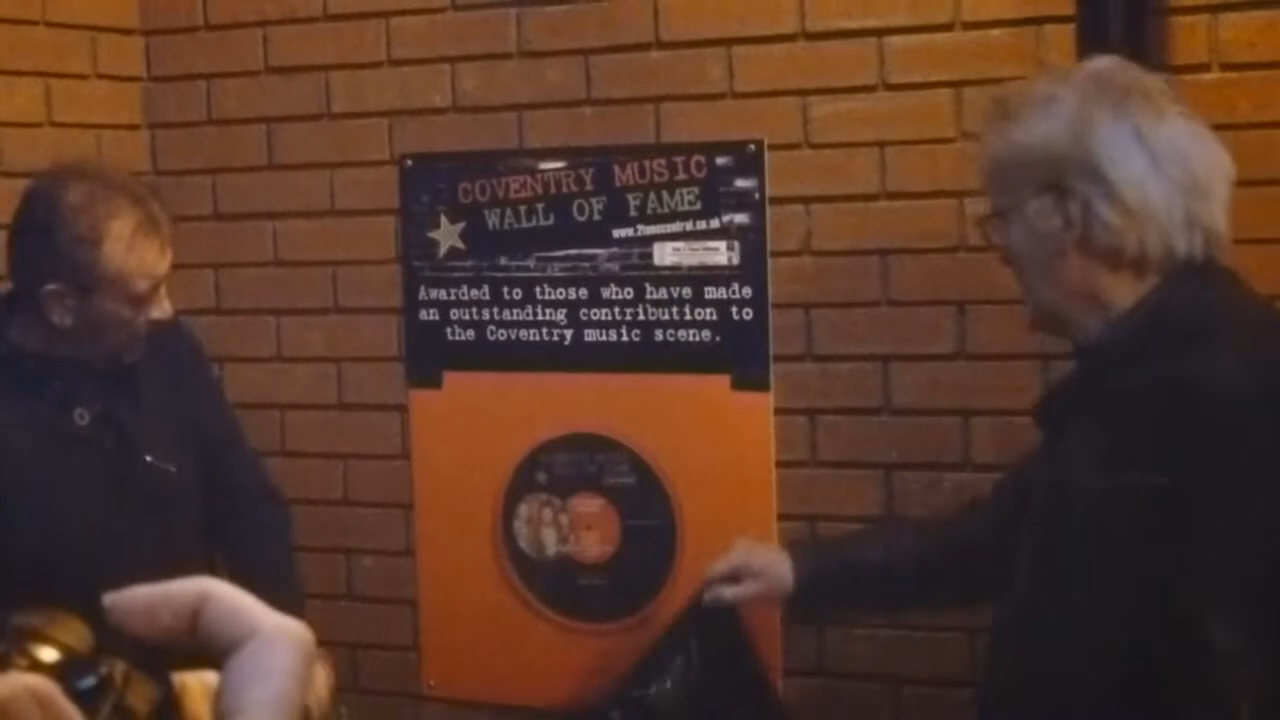 COVENTRY MUSIC
WALL OF FAME
www.2tonecentral.co.uk
Awarded to those who have made
an outstanding contribution to
the Coventry music scene.